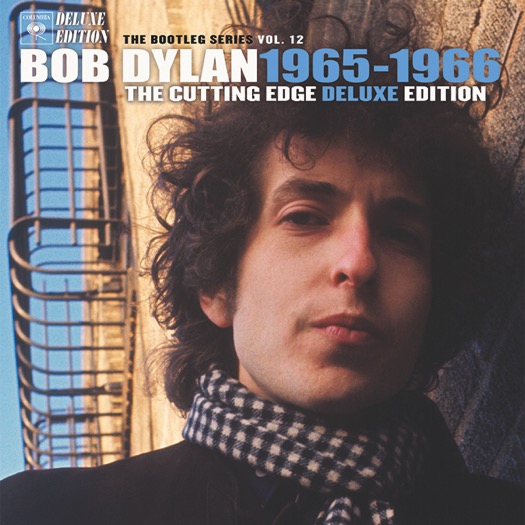 COLUMBIA
DELUXE
EDITION
THE BOOTLEG SERIES VOL. 12
BOB DYLAN 1965-1966
THE CUTTING EDGE DELUXE EDITION